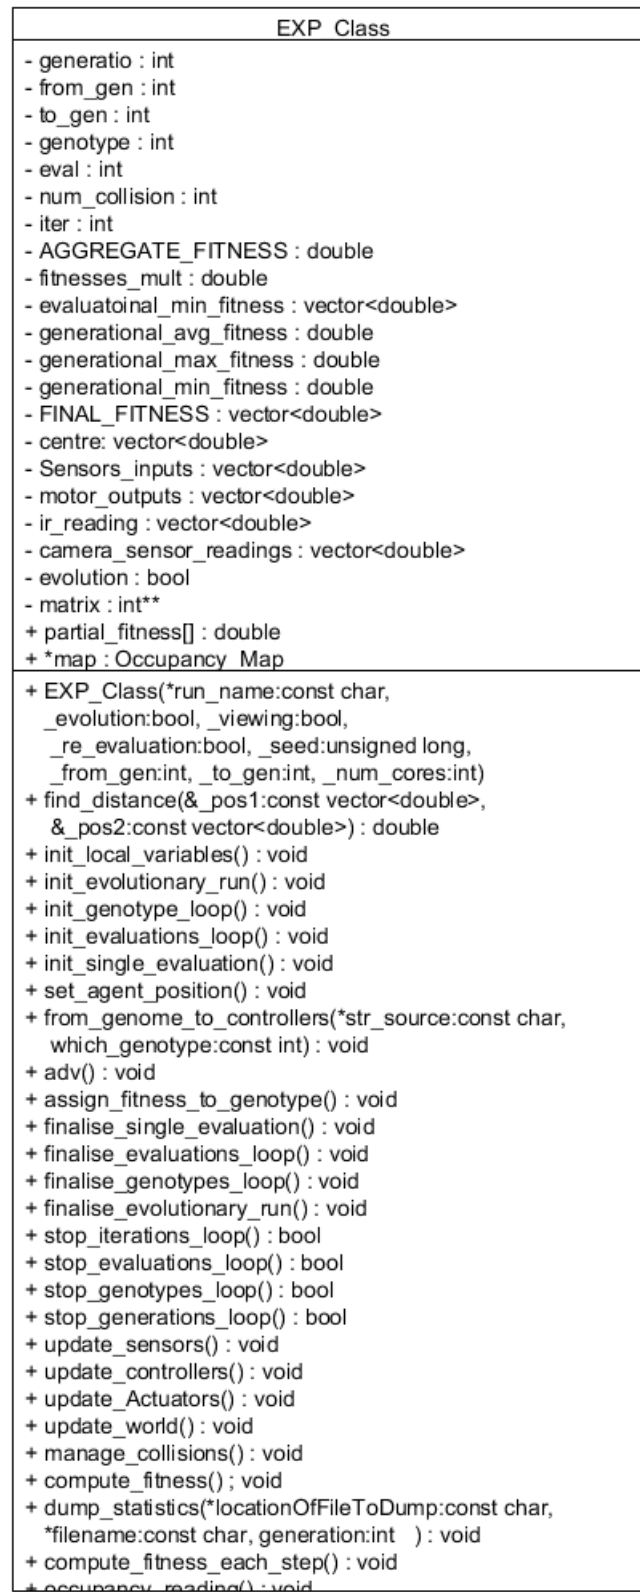 EXP_Class
- generatio : int
- from_gen : int
- to_gen : int
- genotype : int
- eval : int
- num_collision : int
- iter : int
- AGGREGATE_FITNESS : double
- fitnesses_mult : double
- evaluatoinal_min_fitness : vector<double>
- generational_avg_fitness : double
- generational_max_fitness : double
- generational_min_fitness : double
- FINAL_FITNESS : vector<double>
- centre: vector<double>
- Sensors_inputs : vector<double>
- motor_outputs : vector<double>
- ir_reading : vector<double>
- camera_sensor_readings : vector<double>
- evolution : bool
- matrix : int**
+ partial_fitness[] : double
+ *map : Occupancy_Map
+ EXP_Class(*run_name:const char,
_evolution:bool, _viewing:bool,
_re_evaluation:bool, _seed:unsigned long,
_from_gen:int, _to_gen:int, _num_cores:int)
+ find_distance(&_pos1:const vector<double>,
&_pos2:const vector<double>) : double
+ init_local_variables() : void
+ init_evolutionary_run() : void
+ init_genotype_loop() : void
+ init_evaluations_loop() : void
+ init_single_evaluation() : void
+ set_agent_position() : void
+ from_genome_to_controllers(*str_source:const char,
which_genotype:const int) : void
+ adv() : void
+ assign_fitness_to_genotype() : void
+ finalise_single_evaluation() : void
+ finalise_evaluations_loop() : void
+ finalise_genotypes_loop() : void
+ finalise_evolutionary_run() : void
+ stop_iterations_loop() : bool
+ stop_evaluations_loop() : bool
+ stop_genotypes_loop() : bool
+ stop_generations_loop() : bool
+ update_sensors() : void
+ update_controllers() : void
+ update_Actuators() : void
+ update_world() : void
+ manage_collisions() : void
+ compute_fitness() ; void
+ dump_statistics(*locationOfFileToDump:const char,
*filename:const char, generation:int ) : void
+ compute_fitness_each_step() : void
+ occupancy_reading() : void